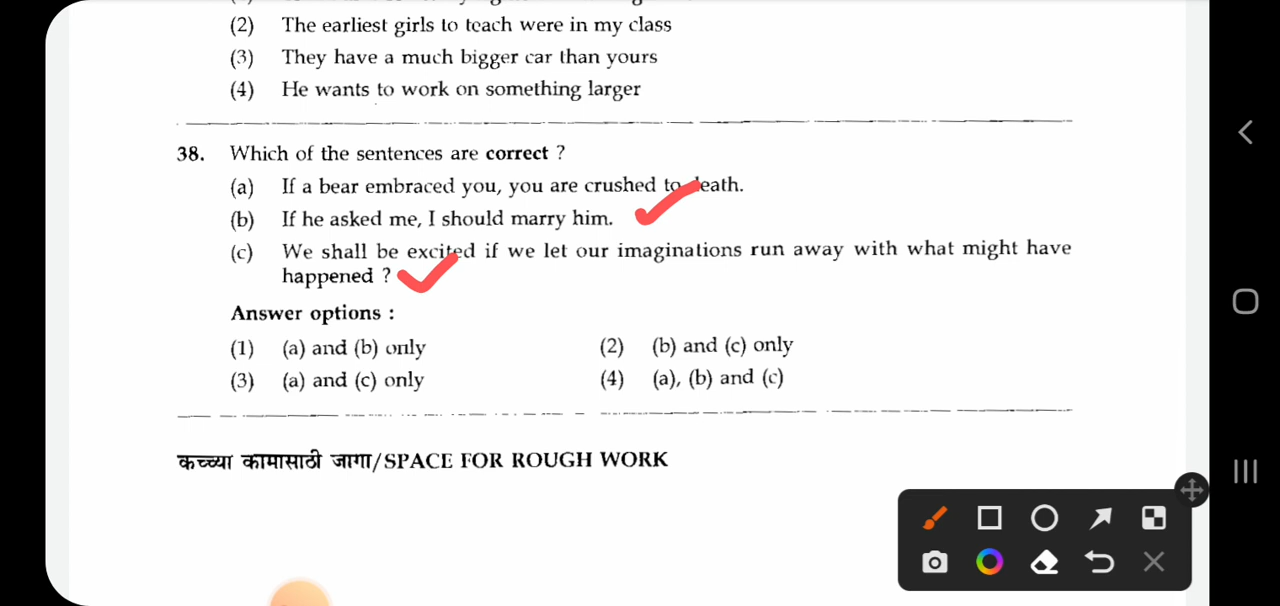 (2) The earliest girls to teach were in my class
(3) They have a much bigger car than yours
(4) He wants to work on something larger
38. Which of the sentences are correct ?
(a) If a bear embraced you, you are crushed to death.
(b) If he asked me, I should marry him.
(c) We shall be excited if we let our imaginations run away with what might have
happened ?
Answer options :
(1) (a) and (b) only (2) (b) and (c) only
(3) (a) and (c) only (4) (a), (b) and (c)
कच्च्या कामासाठी जागा/SPACE FOR ROUGH WORK